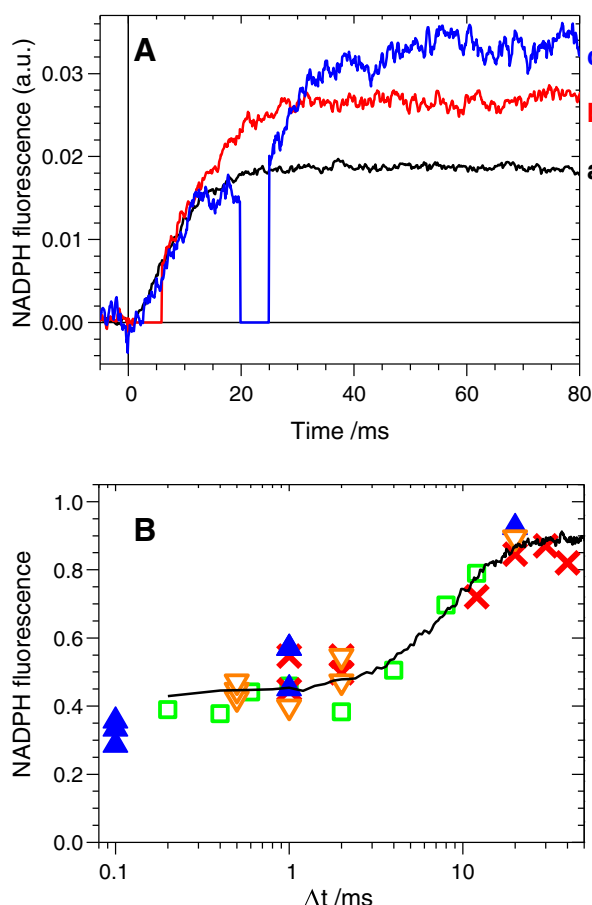 A
NADPH fluorescence (a.u.)
0.03
0.02
0.01
0.00
a
0 20 40 60 80
Time /ms
B
NADPH fluorescence
1.0
0.8
0.6
0.4
0.2
0.0
0.1 1 10
Δt /ms